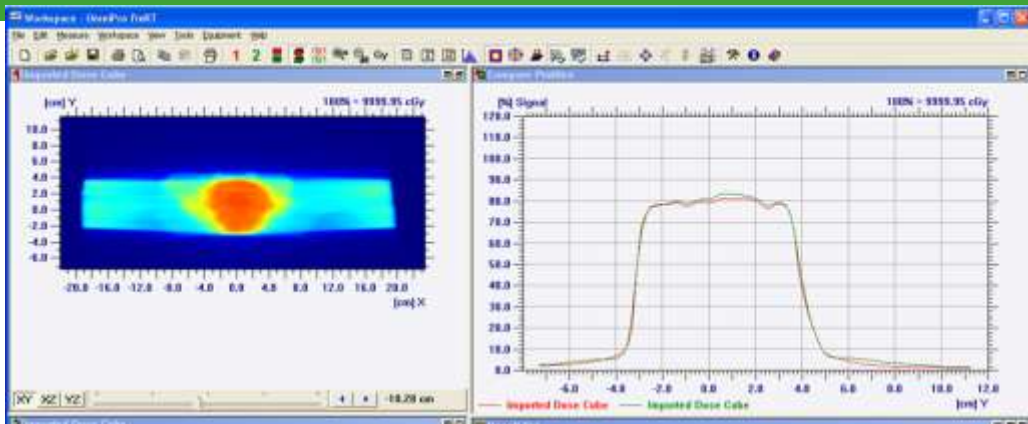 Workspace - OmniPro I'mRT
File Edit Measure Workspace View Tools Equipment Help
1 2 Gy
Imported Dose Cube
[cm] Y 100% = 9999.95 cGy
10.0
8.0
6.0
4.0
2.0
0.0
-2.0
-4.0
-6.0
-20.0 -16.0 -12.0 -8.0 -4.0 0.0 4.0 8.0 12.0 16.0 20.0
[cm] X
XY XZ YZ -10.20 cm
Compare Profiles
[%] Signal 100% = 9999.95 cGy
120.0
110.0
100.0
90.0
80.0
70.0
60.0
50.0
40.0
30.0
20.0
10.0
0.0
-6.0 -4.0 -2.0 0.0 2.0 4.0 6.0 8.0 10.0 12.0
[cm] Y
Imported Dose Cube Imported Dose Cube
Imported Dose Cube